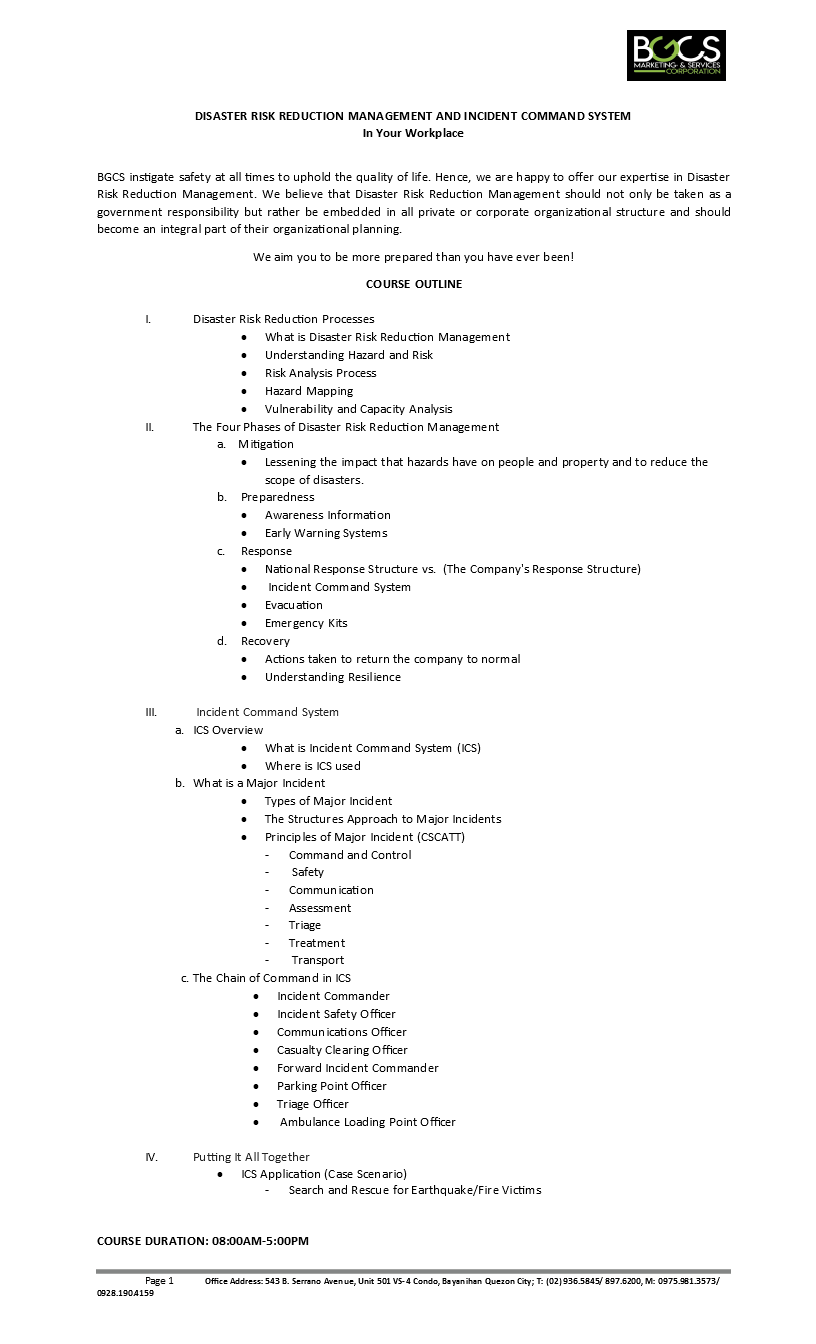 BGCS
MARKETING & SERVICES
CORPORATION
DISASTER RISK REDUCTION MANAGEMENT AND INCIDENT COMMAND SYSTEM
In Your Workplace
BGCS instigate safety at all times to uphold the quality of life. Hence, we are happy to offer our expertise in Disaster
Risk Reduction Management. We believe that Disaster Risk Reduction Management should not only be taken as a
government responsibility but rather be embedded in all private or corporate organizational structure and should
become an integral part of their organizational planning.
We aim you to be more prepared than you have ever been!
COURSE OUTLINE
I. Disaster Risk Reduction Processes
• What is Disaster Risk Reduction Management
• Understanding Hazard and Risk
• Risk Analysis Process
• Hazard Mapping
• Vulnerability and Capacity Analysis
II. The Four Phases of Disaster Risk Reduction Management
a. Mitigation
• Lessening the impact that hazards have on people and property and to reduce the
scope of disasters.
b. Preparedness
• Awareness Information
• Early Warning Systems
c. Response
• National Response Structure vs. (The Company's Response Structure)
• Incident Command System
• Evacuation
• Emergency Kits
d. Recovery
• Actions taken to return the company to normal
• Understanding Resilience
III. Incident Command System
a. ICS Overview
• What is Incident Command System (ICS)
• Where is ICS used
b. What is a Major Incident
• Types of Major Incident
• The Structures Approach to Major Incidents
• Principles of Major Incident (CSCATT)
- Command and Control
- Safety
- Communication
- Assessment
- Triage
- Treatment
- Transport
c. The Chain of Command in ICS
• Incident Commander
• Incident Safety Officer
• Communications Officer
• Casualty Clearing Officer
• Forward Incident Commander
• Parking Point Officer
• Triage Officer
• Ambulance Loading Point Officer
IV. Putting It All Together
• ICS Application (Case Scenario)
- Search and Rescue for Earthquake/Fire Victims
COURSE DURATION: 08:00AM-5:00PM
Page 1 Office Address: 543 B. Serrano Avenue, Unit 501 VS-4 Condo, Bayanihan Quezon City; T: (02) 936.5845/ 897.6200, M: 0975.981.3573/
0928.190.4159